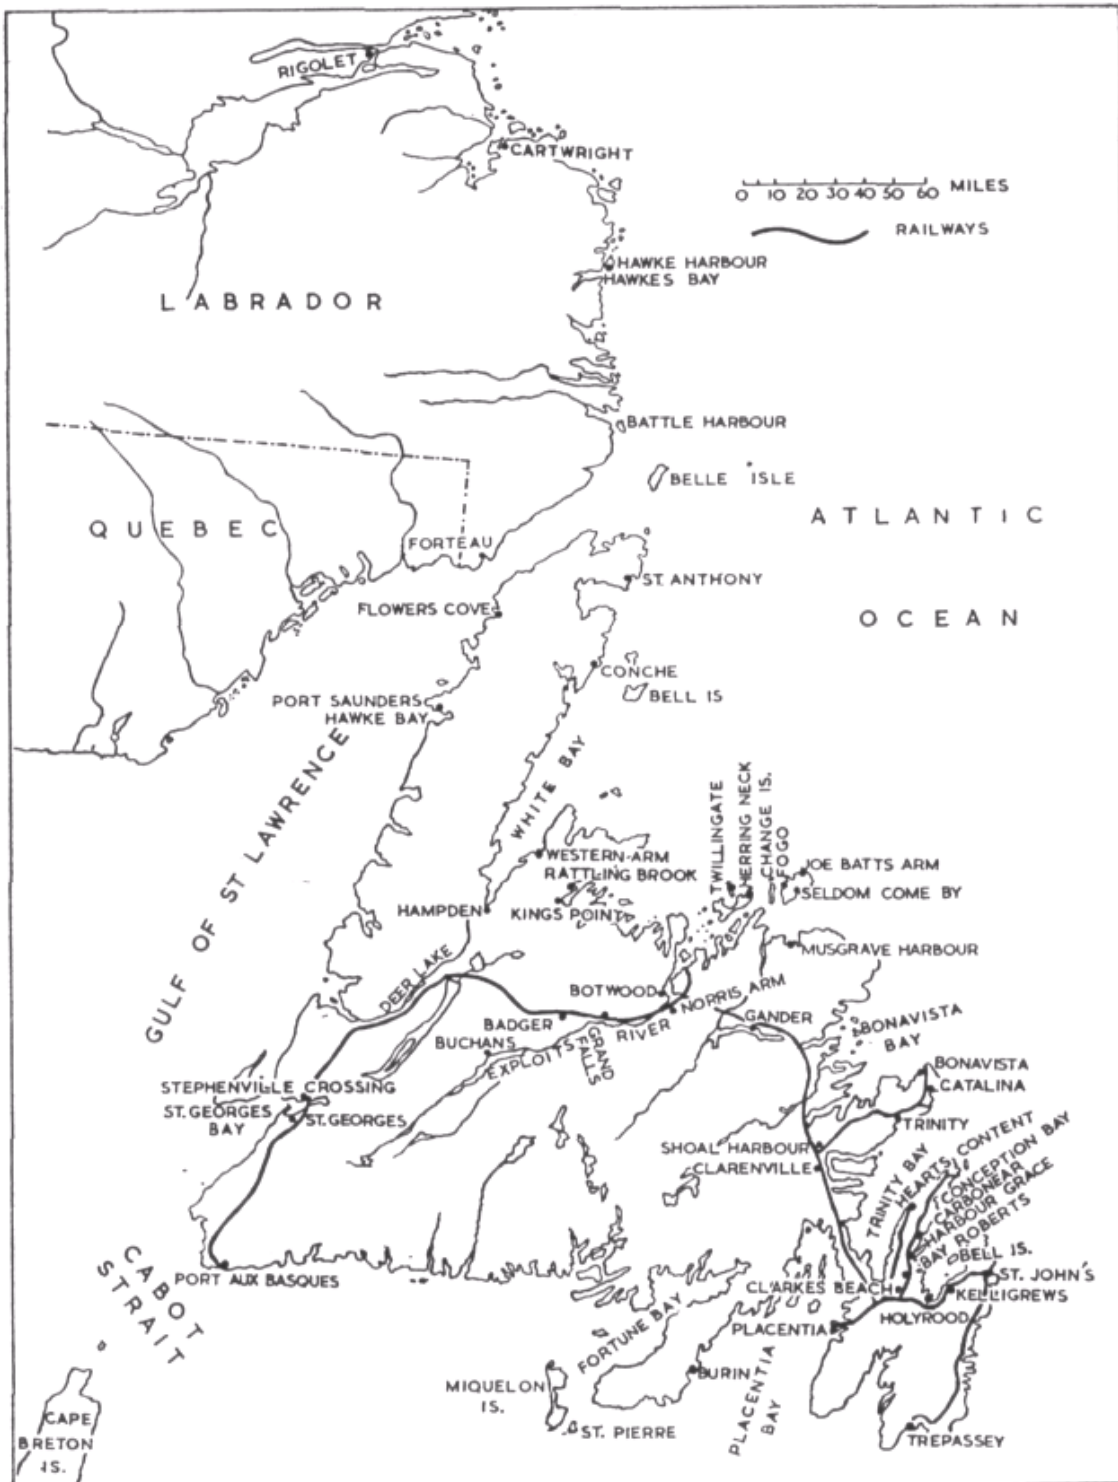 RIGOLET
CARTWRIGHT
0 10 20 30 40 50 60 MILES
RAILWAYS
HAWKE HARBOUR
HAWKES BAY
LABRADOR
BATTLE HARBOUR
BELLE ISLE
ATLANTIC
QUEBEC
FORTEAU
ST. ANTHONY
FLOWERS COVE
OCEAN
CONCHE
BELL IS
PORT SAUNDERS
HAWKE BAY
GULF OF ST LAWRENCE
WHITE BAY
TWILLINGATE
HERRING NECK
CHANGE IS.
FOGO
WESTERN ARM
RATTLING BROOK
JOE BATTS ARM
SELDOM COME BY
HAMPDEN
KINGS POINT
MUSGRAVE HARBOUR
DEER LAKE
BOTWOOD
NORRIS ARM
BADGER
GANDER
BUCHANS
EXPLOITS RIVER
GRAND FALLS
BONAVISTA
BAY
BONAVISTA
CATALINA
STEPHENVILLE CROSSING
ST. GEORGES
BAY
ST. GEORGES
TRINITY
SHOAL HARBOUR
CLARENVILLE
TRINITY BAY
HEARTS CONTENT
CONCEPTION BAY
CARBONEAR
HARBOUR GRACE
BAY ROBERTS
BELL IS.
PORT AUX BASQUES
CABOT
STRAIT
CLARKES BEACH
ST. JOHN'S
KELLIGREWS
HOLYROOD
PLACENTIA
FORTUNE BAY
BURIN
PLACENTIA
BAY
MIQUELON
IS.
ST. PIERRE
TREPASSEY
CAPE
BRETON
IS.